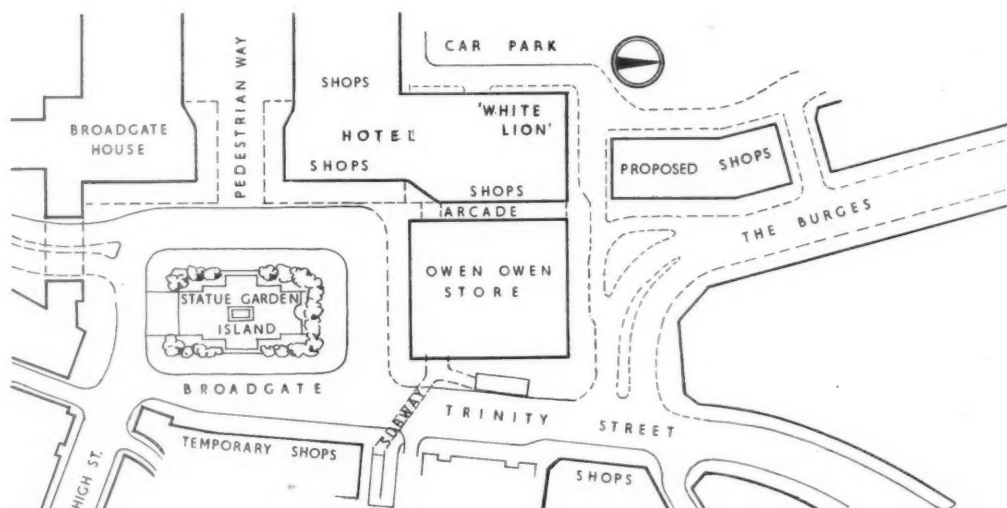 CAR PARK
SHOPS
PEDESTRIAN WAY
'WHITE
LION'
BROADGATE
HOUSE
HOTEL
SHOPS
PROPOSED SHOPS
SHOPS
ARCADE
THE BURGES
OWEN OWEN
STORE
STATUE GARDEN
ISLAND
BROADGATE
SUBWAY
TRINITY STREET
TEMPORARY SHOPS
HIGH ST.
SHOPS